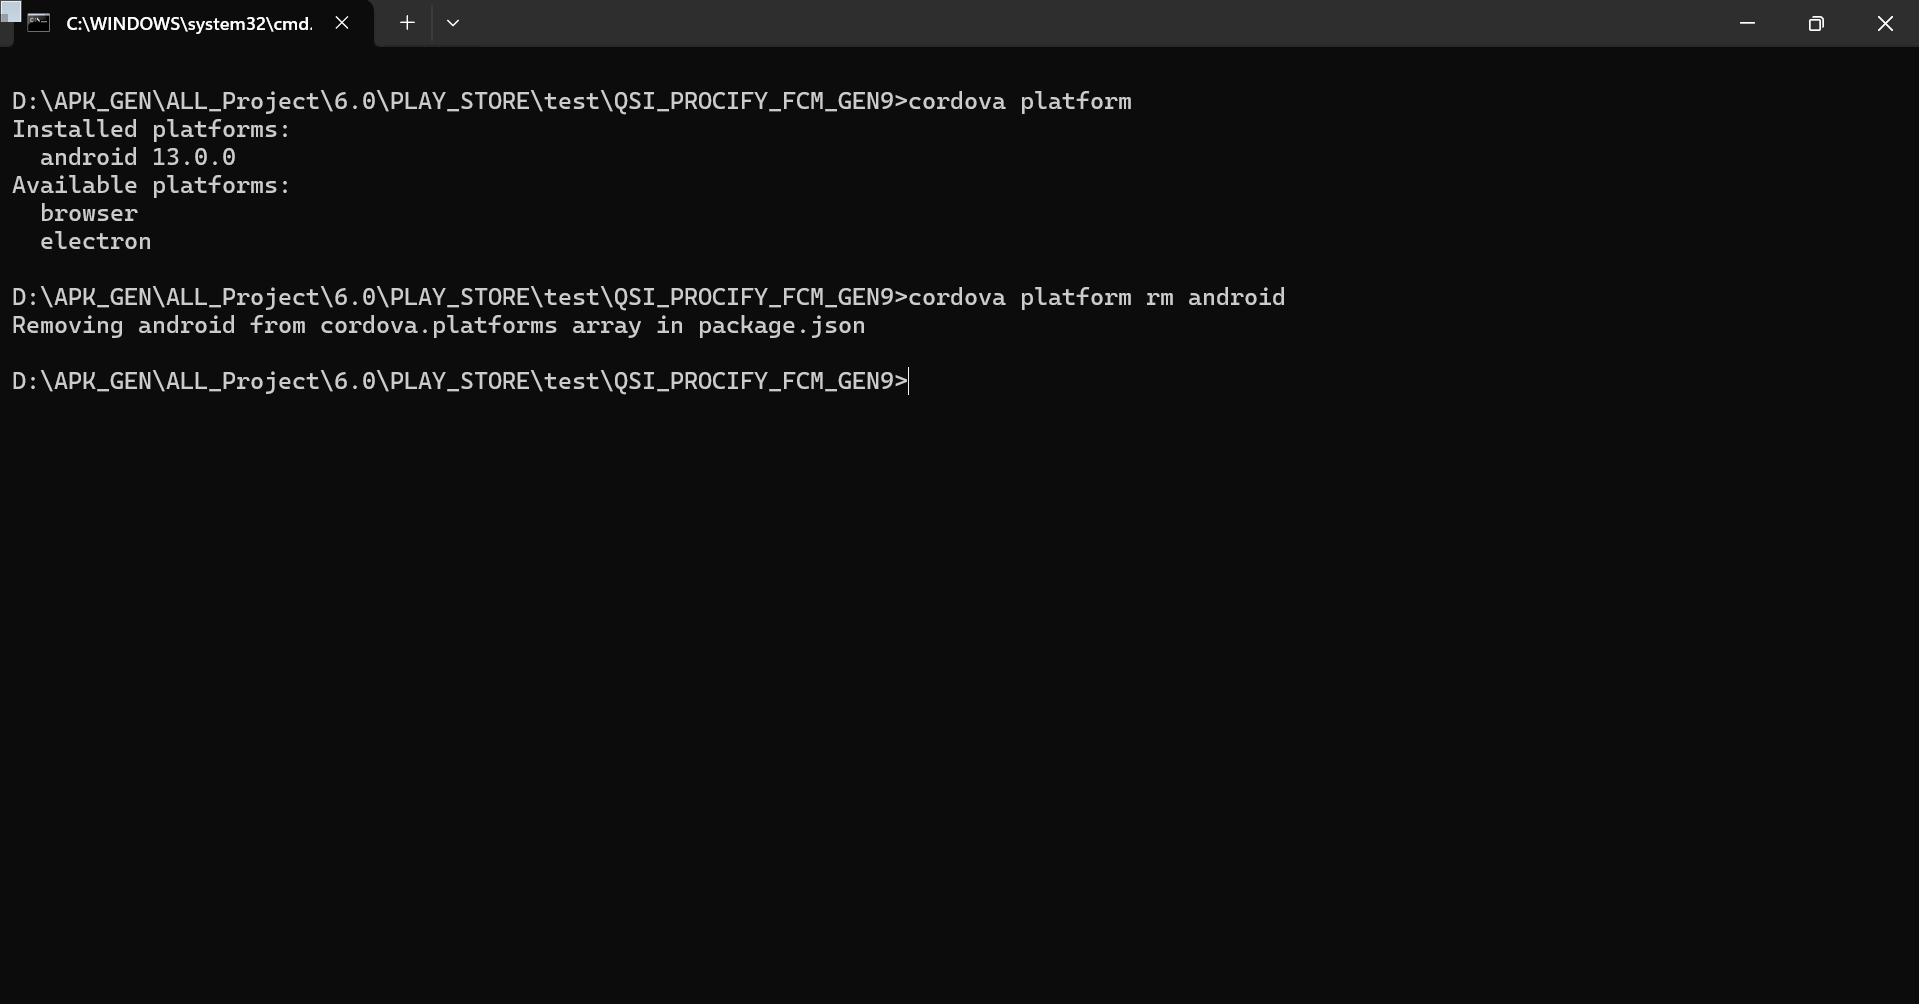 C:\WINDOWS\system32\cmd.
D:\APK_GEN\ALL_Project\6.0\PLAY_STORE\test\QSI_PROCIFY_FCM_GEN9>cordova platform
Installed platforms:
  android 13.0.0
Available platforms:
  browser
  electron
D:\APK_GEN\ALL_Project\6.0\PLAY_STORE\test\QSI_PROCIFY_FCM_GEN9>cordova platform rm android
Removing android from cordova.platforms array in package.json
D:\APK_GEN\ALL_Project\6.0\PLAY_STORE\test\QSI_PROCIFY_FCM_GEN9>